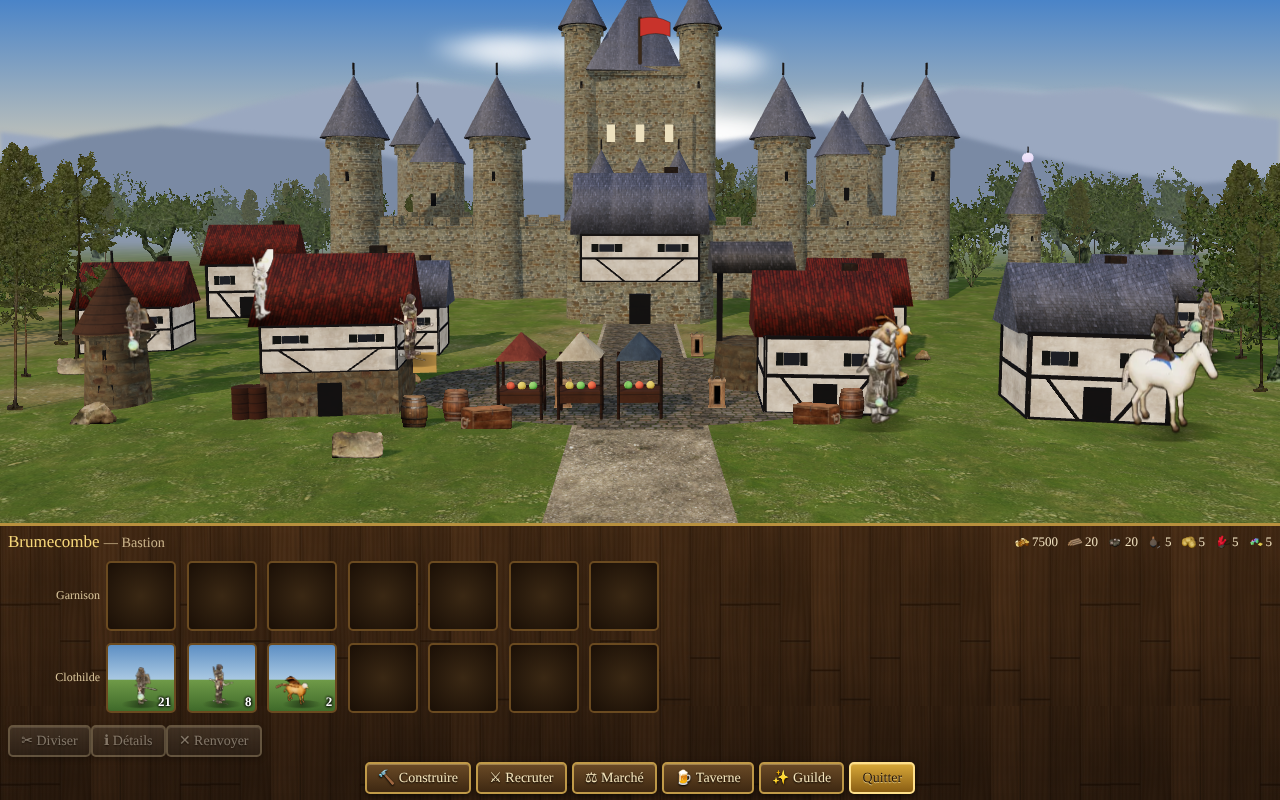 Brumecombe — Bastion
7500 20 20 5 5 5 5
Garnison
Clothilde
21 8 2
✂ Diviser ℹ Détails ✕ Renvoyer
🔨 Construire ⚔ Recruter ⚖ Marché 🍺 Taverne ✨ Guilde Quitter